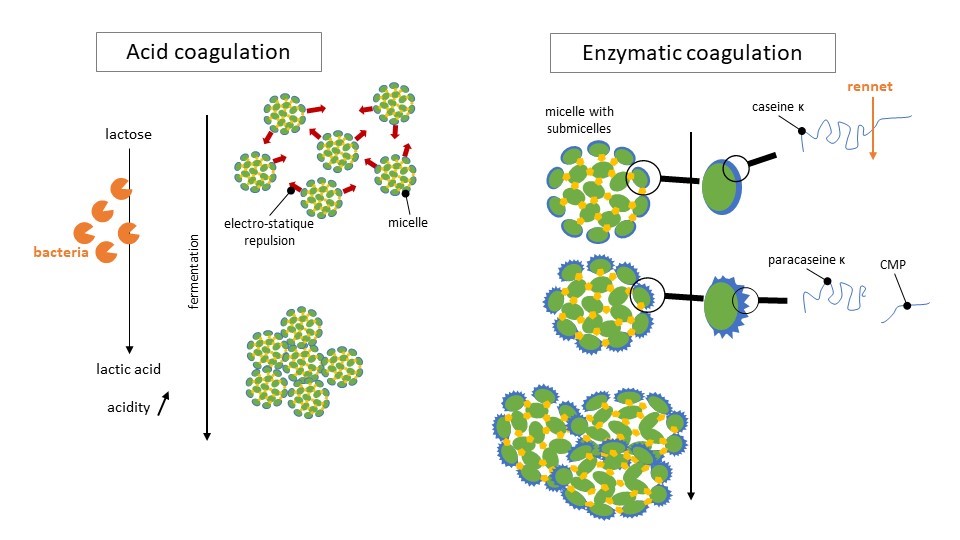 Acid coagulation
lactose
bacteria
lactic acid
acidity
fermentation
electro-statique
repulsion
micelle
Enzymatic coagulation
micelle with
submicelles
caseine κ
rennet
paracaseine κ
CMP